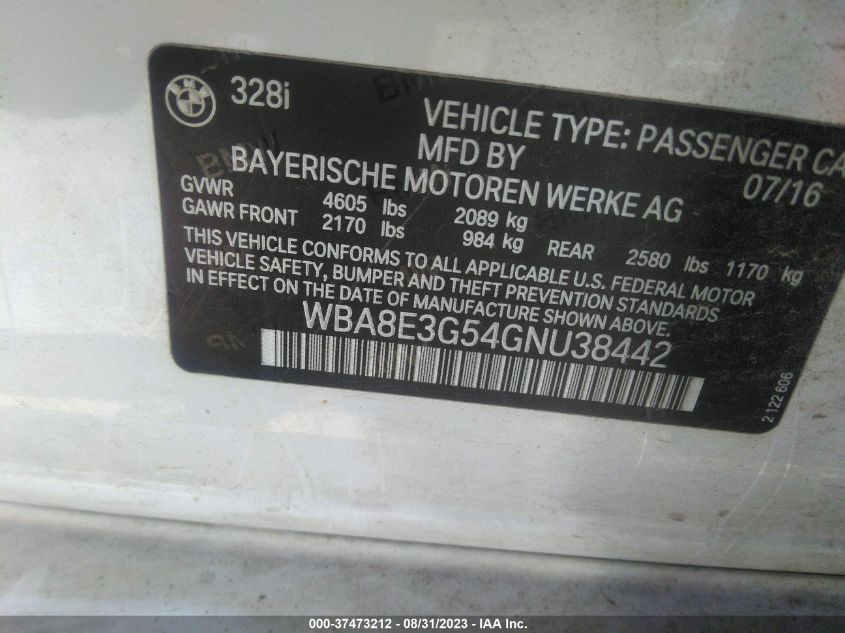 328i
VEHICLE TYPE: PASSENGER CA
MFD BY
07/16
BAYERISCHE MOTOREN WERKE AG
GVWR 4605 lbs 2089 kg
GAWR FRONT 2170 lbs 984 kg REAR 2580 lbs 1170 kg
THIS VEHICLE CONFORMS TO ALL APPLICABLE U.S. FEDERAL MOTOR
VEHICLE SAFETY, BUMPER AND THEFT PREVENTION STANDARDS
IN EFFECT ON THE DATE OF MANUFACTURE SHOWN ABOVE.
WBA8E3G54GNU38442
2 122 606
000-37473212 - 08/31/2023 - IAA Inc.